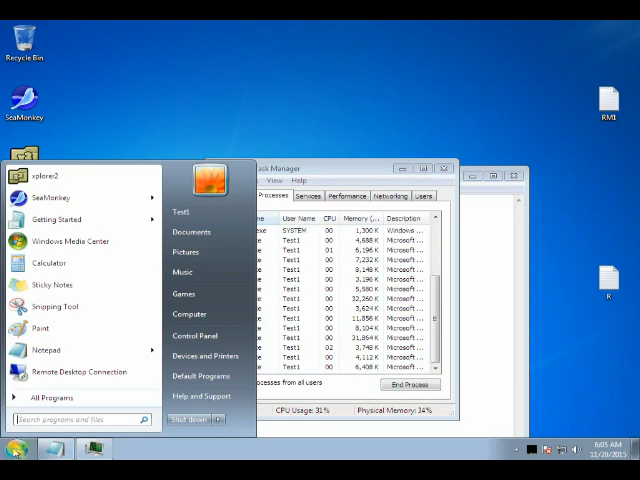 Recycle Bin
SeaMonkey
RM1
R
xplorer2
SeaMonkey
Getting Started
Windows Media Center
Calculator
Sticky Notes
Snipping Tool
Paint
Notepad
Remote Desktop Connection
All Programs
Search programs and files
Test1
Documents
Pictures
Music
Games
Computer
Control Panel
Devices and Printers
Default Programs
Help and Support
Shut down
ask Manager
View Help
Processes Services Performance Networking Users
me User Name CPU Memory (... Description
exe SYSTEM 00 1,300 K Windows ...
e Test1 00 4,688 K Microsoft ...
e Test1 01 6,196 K Microsoft ...
e Test1 00 7,232 K Microsoft ...
e Test1 00 8,148 K Microsoft ...
e Test1 00 3,196 K Microsoft ...
e Test1 00 5,580 K Microsoft ...
e Test1 00 32,260 K Microsoft ...
e Test1 00 3,624 K Microsoft ...
e Test1 00 11,856 K Microsoft ...
e Test1 00 8,104 K Microsoft ...
e Test1 00 31,864 K Microsoft ...
e Test1 02 3,748 K Microsoft ...
e Test1 00 4,112 K Microsoft ...
e Test1 00 6,408 K Microsoft ...
ocesses from all users
End Process
CPU Usage: 31% Physical Memory: 34%
6:05 AM
11/20/2015